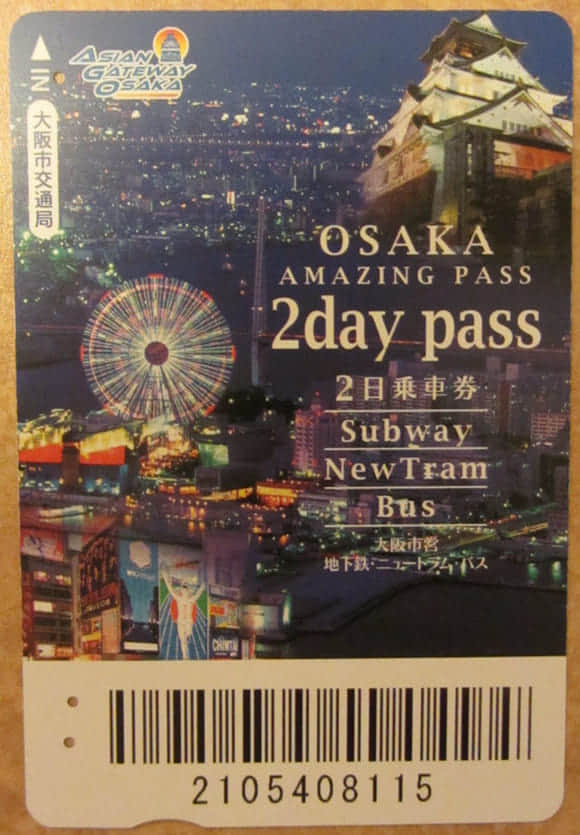 IN
大阪市交通局
ASIAN
GATEWAY
OSAKA
OSAKA
AMAZING PASS
2day pass
2日乗車券
Subway
NewTram
Bus
大阪市営
地下鉄・ニュートラム・バス
CHINTAI
2105408115